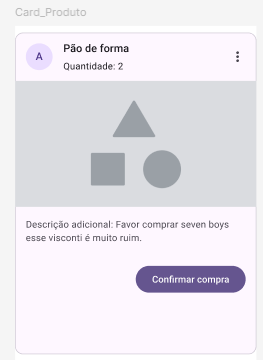 Card_Produto
A
Pão de forma
Quantidade: 2
Descrição adicional: Favor comprar seven boys
esse visconti é muito ruim.
Confirmar compra